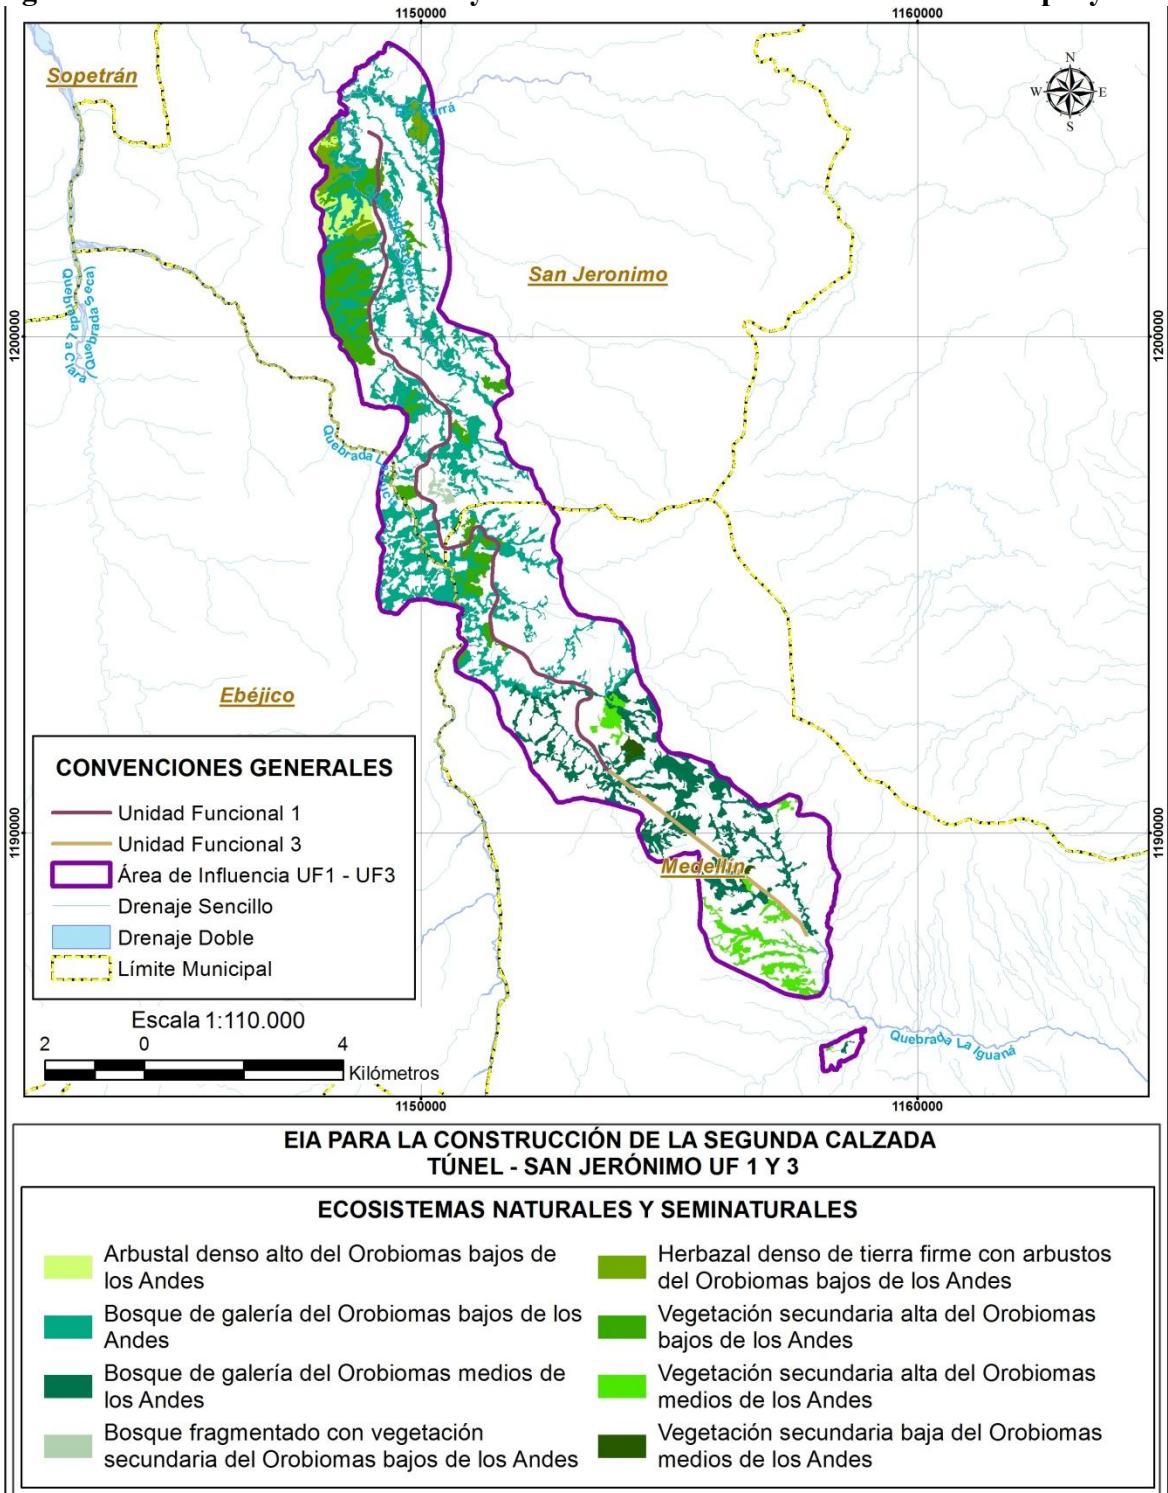 1150000
1160000
Sopetrán
N
W
E
S
San Jeronimo
1200000
1200000
Quebrada La Clara
(Quebrada Seca)
Quebrada La
Ebéjico
CONVENCIONES GENERALES
Unidad Funcional 1
Unidad Funcional 3
Área de Influencia UF1 - UF3
Drenaje Sencillo
Drenaje Doble
Límite Municipal
1190000
1190000
Medellín
Escala 1:110.000
2 0 4
Kilómetros
Quebrada La Iguaná
1150000
1160000
EIA PARA LA CONSTRUCCIÓN DE LA SEGUNDA CALZADA
TÚNEL - SAN JERÓNIMO UF 1 Y 3
ECOSISTEMAS NATURALES Y SEMINATURALES
Arbustal denso alto del Orobiomas bajos de
los Andes
Bosque de galería del Orobiomas bajos de los
Andes
Bosque de galería del Orobiomas medios de
los Andes
Bosque fragmentado con vegetación
secundaria del Orobiomas bajos de los Andes
Herbazal denso de tierra firme con arbustos
del Orobiomas bajos de los Andes
Vegetación secundaria alta del Orobiomas
bajos de los Andes
Vegetación secundaria alta del Orobiomas
medios de los Andes
Vegetación secundaria baja del Orobiomas
medios de los Andes